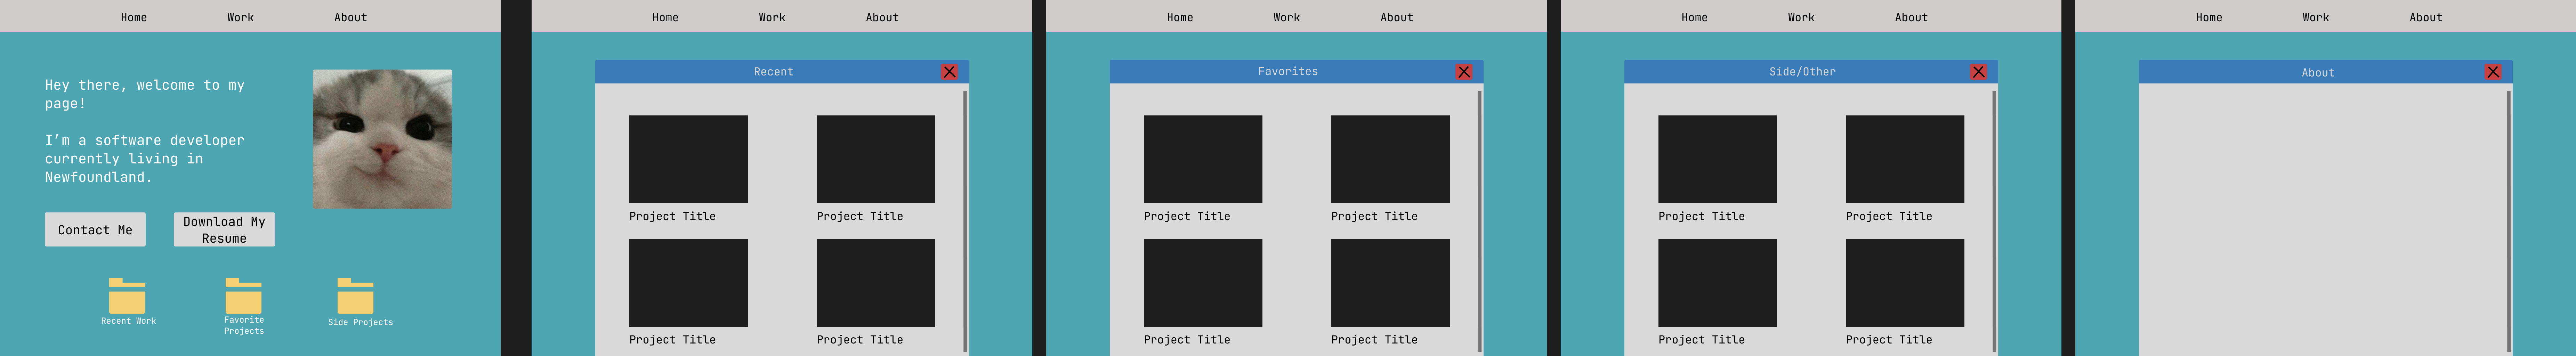 Home Work About
Hey there, welcome to my
page!
I’m a software developer
currently living in
Newfoundland.
Contact Me
Download My
Resume
Recent Work
Favorite
Projects
Side Projects
Home Work About
Recent
Project Title Project Title
Project Title Project Title
Home Work About
Favorites
Project Title Project Title
Project Title Project Title
Home Work About
Side/Other
Project Title Project Title
Project Title Project Title
Home Work About
About